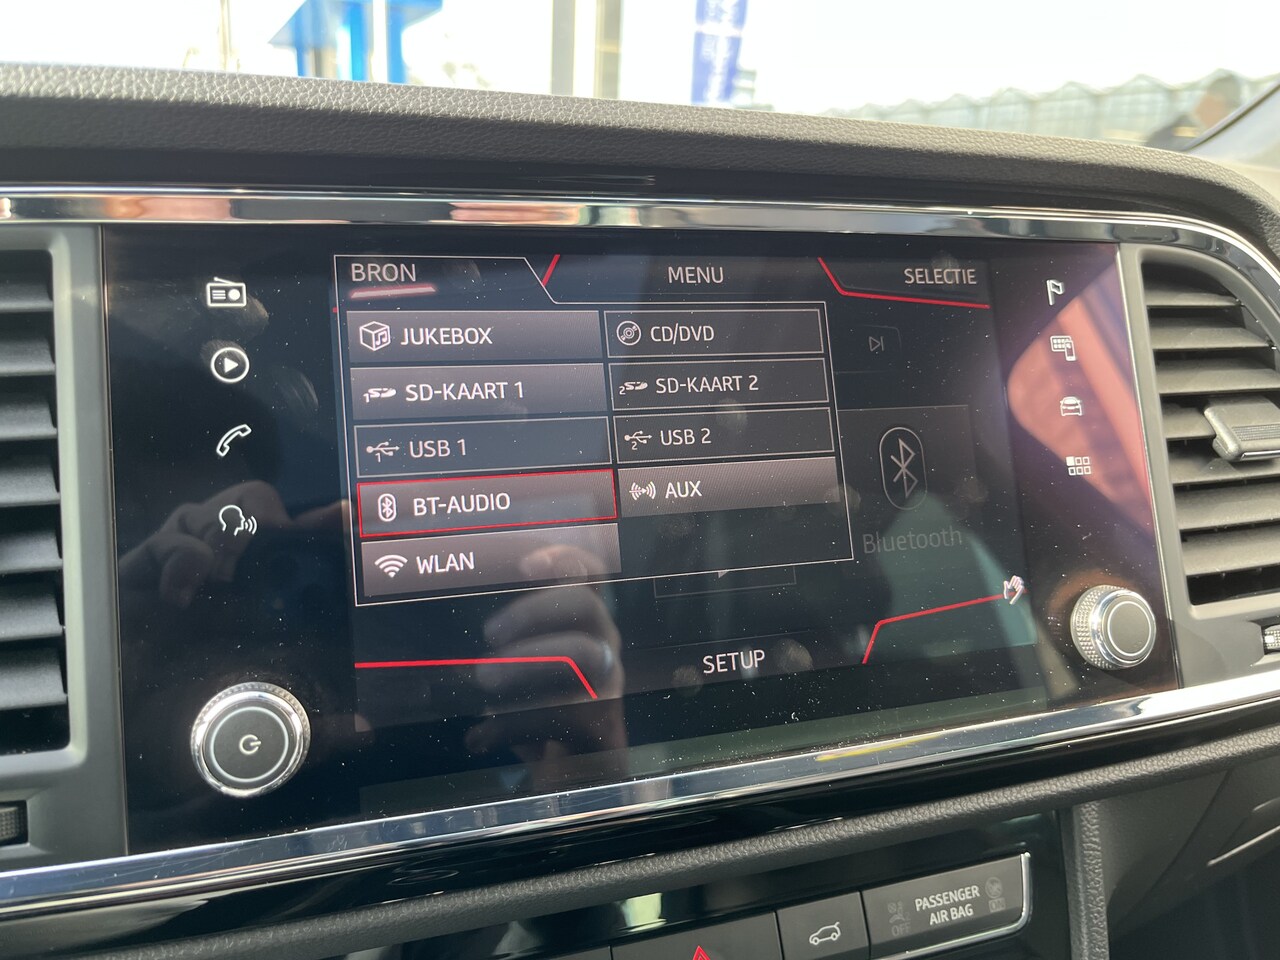 BRON
MENU
SELECTIE
JUKEBOX
CD/DVD
SD-KAART 1
SD-KAART 2
USB 1
USB 2
BT-AUDIO
AUX
WLAN
Bluetooth
SETUP
PASSENGER
AIR BAG
OFF